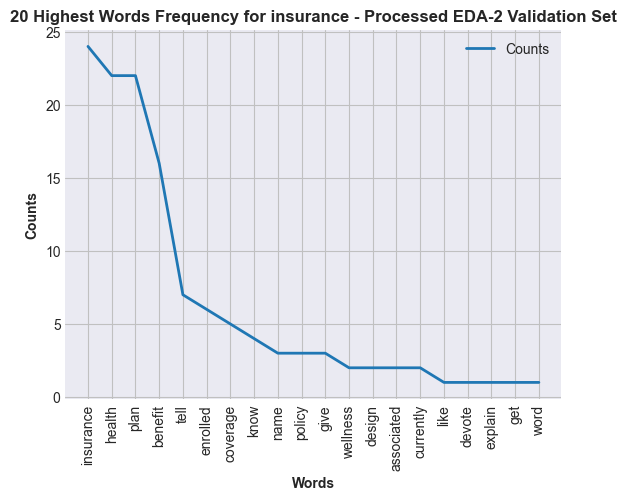 20 Highest Words Frequency for insurance - Processed EDA-2 Validation Set
Counts
25
20
15
10
5
0
Counts
insurance
health
plan
benefit
tell
enrolled
coverage
know
name
policy
give
wellness
design
associated
currently
like
devote
explain
get
word
Words